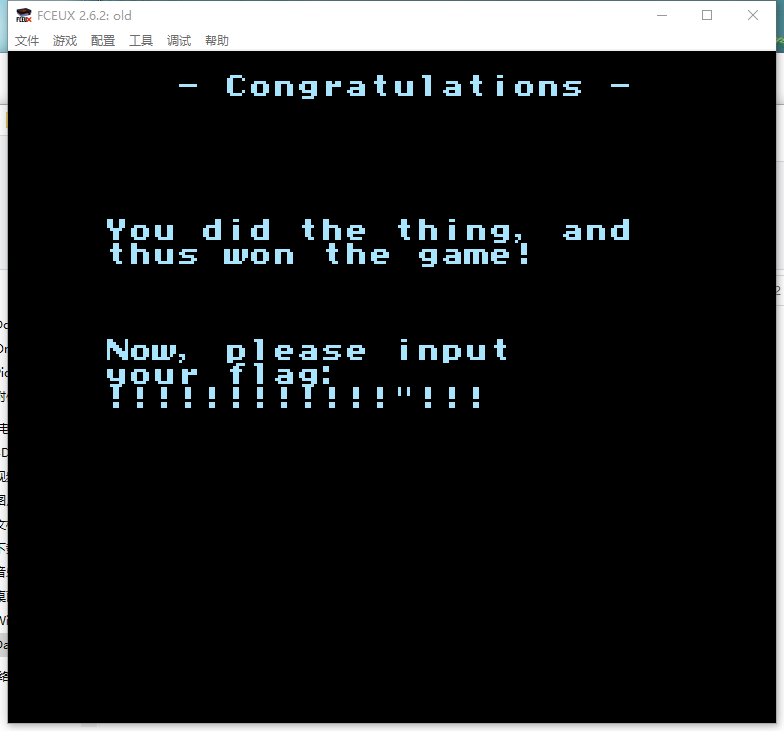 FCEUX 2.6.2: old
文件 游戏 配置 工具 调试 帮助
- Congratulations -
You did the thing, and
thus won the game!
Now, please input
your flag:
!!!!!!!!!!!!"!!!